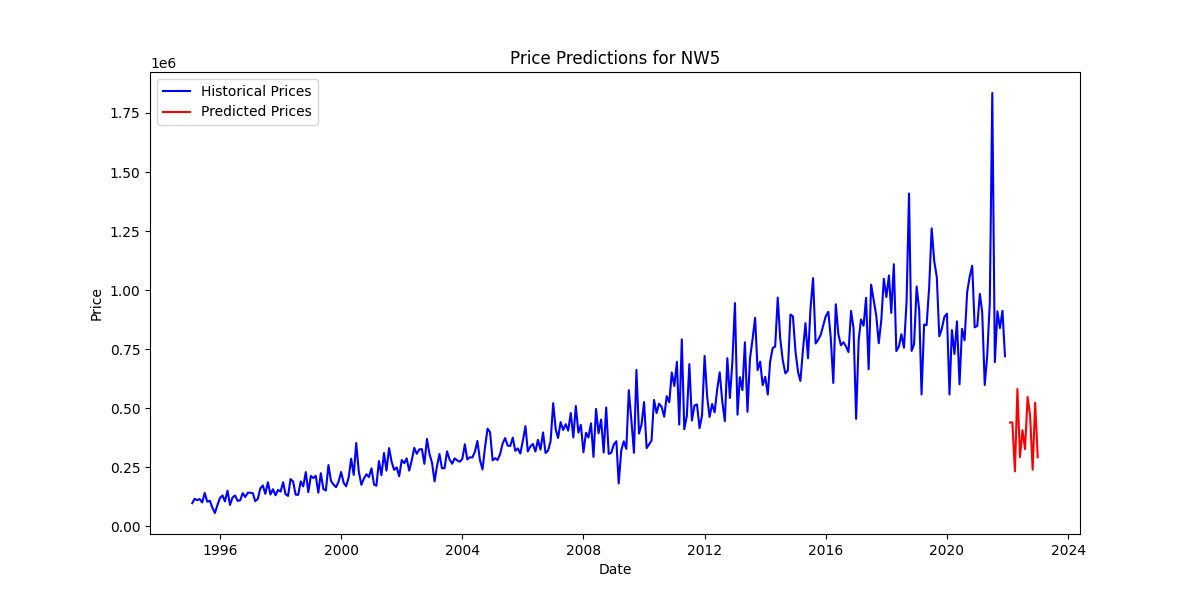 Price Predictions for NW5
1e6
Historical Prices
Predicted Prices
1.75
1.50
1.25
1.00
0.75
0.50
0.25
0.00
Price
1996 2000 2004 2008 2012 2016 2020 2024
Date